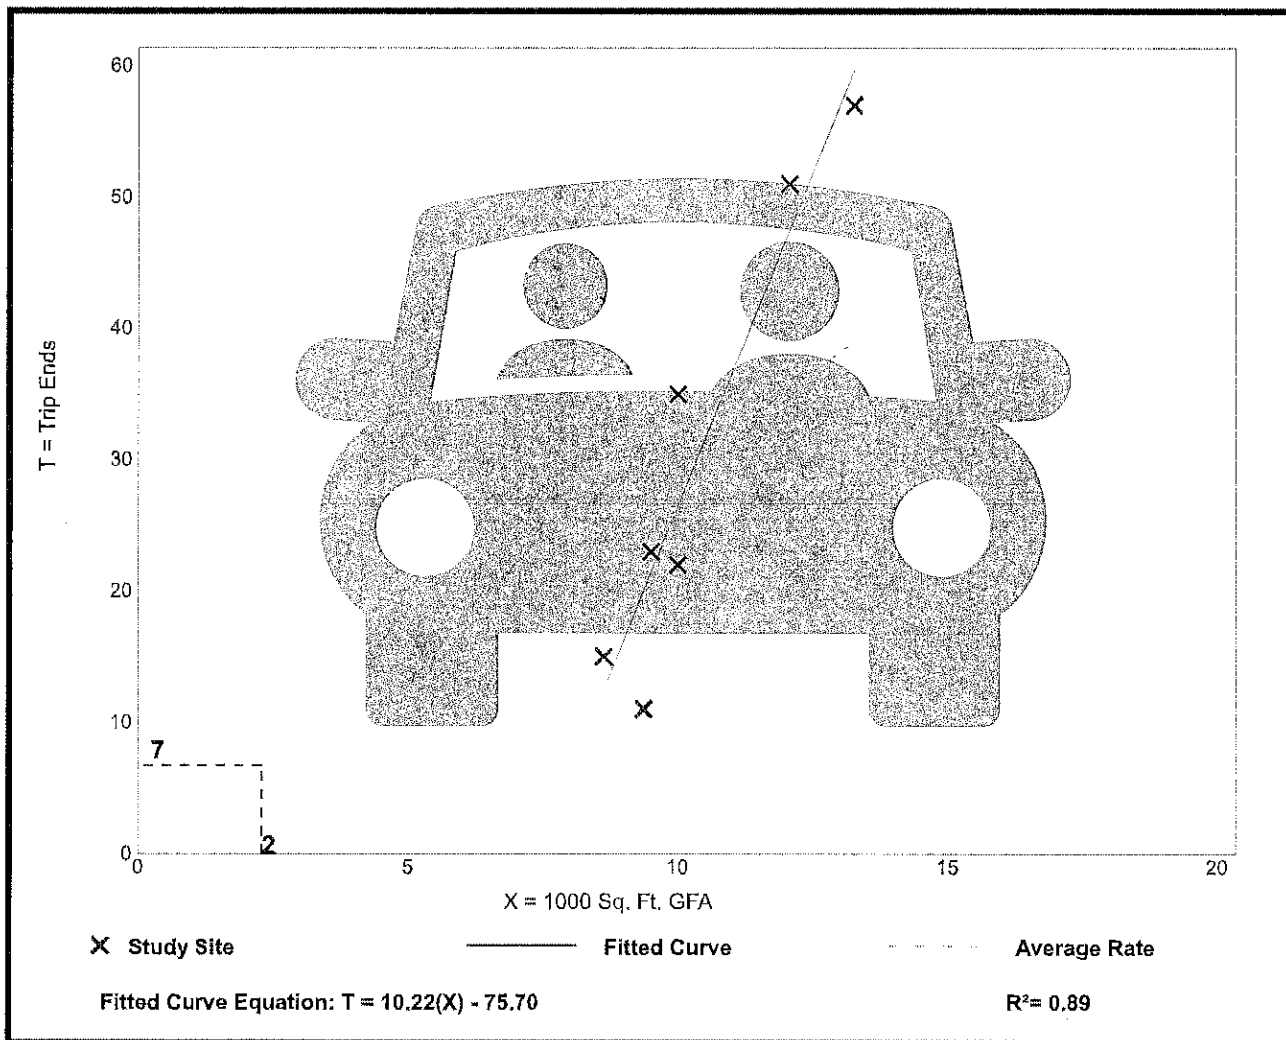 60
50
40
30
20
10
0
T = Trip Ends
7
2
0 5 10 15 20
X = 1000 Sq. Ft. GFA
X Study Site Fitted Curve Average Rate
Fitted Curve Equation: T = 10.22(X) - 75.70 R²= 0.89